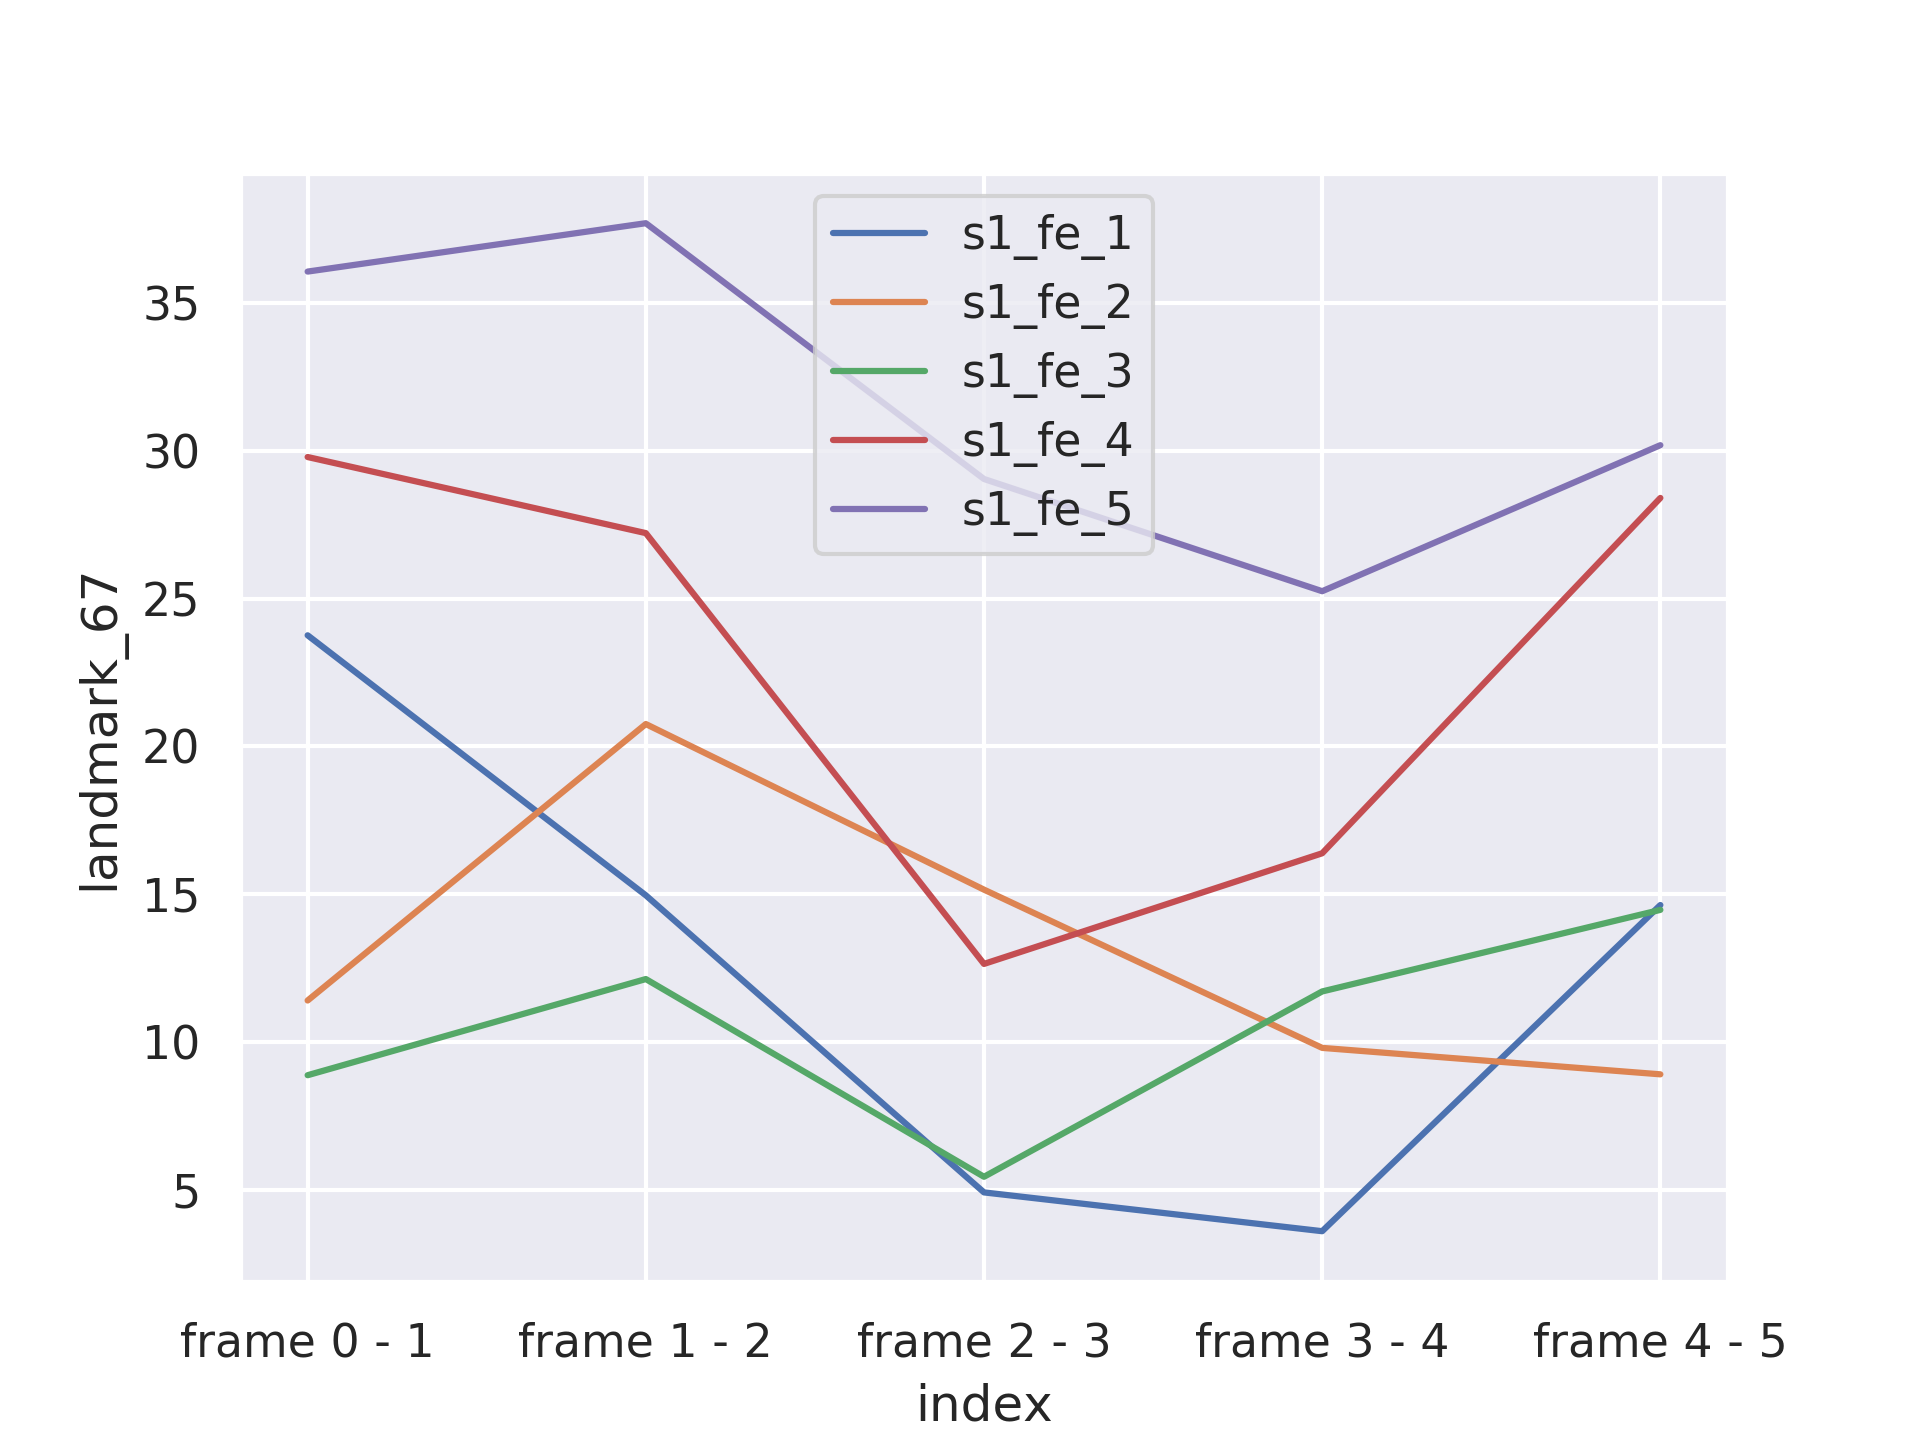 s1_fe_1
s1_fe_2
s1_fe_3
s1_fe_4
s1_fe_5
landmark_67
35
30
25
20
15
10
5
frame 0 - 1
frame 1 - 2
frame 2 - 3
frame 3 - 4
frame 4 - 5
index